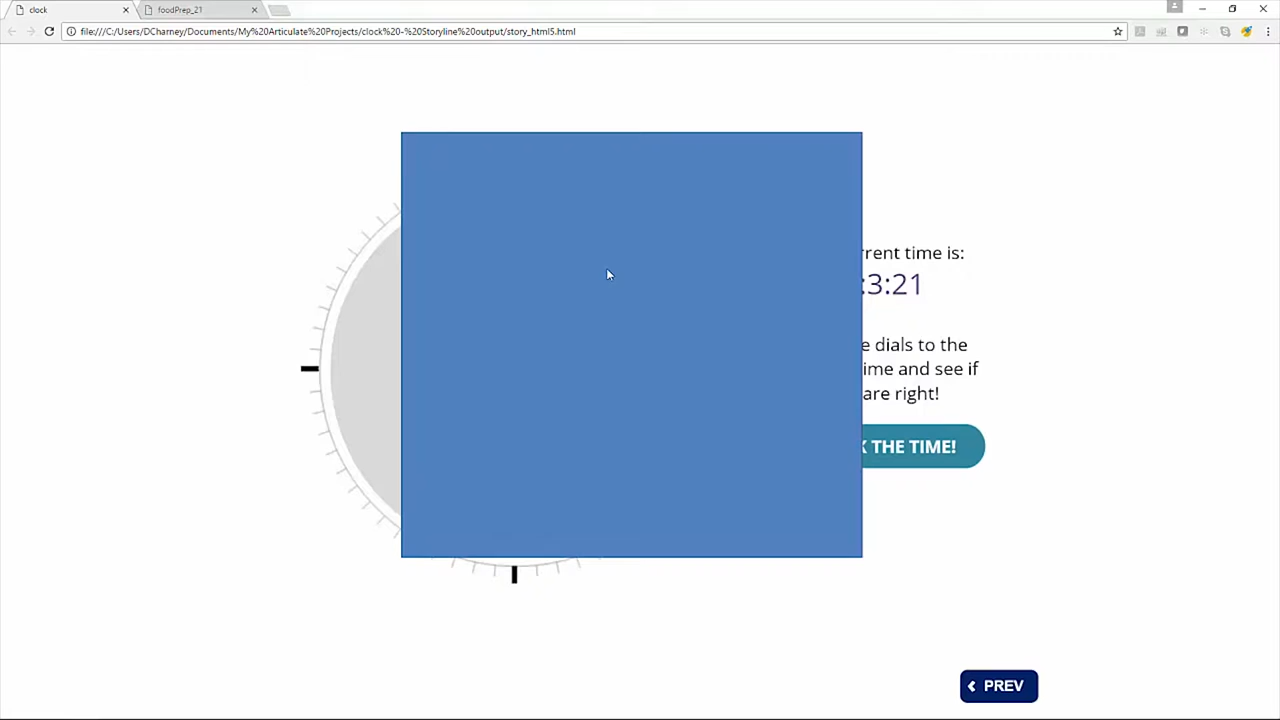 clock
foodPrep_21
file:///C:/Users/DCharney/Documents/My%20Articulate%20Projects/clock%20-%20Storyline%20output/story_html5.html
rrent time is:
:3:21
e dials to the
ime and see if
are right!
K THE TIME!
PREV